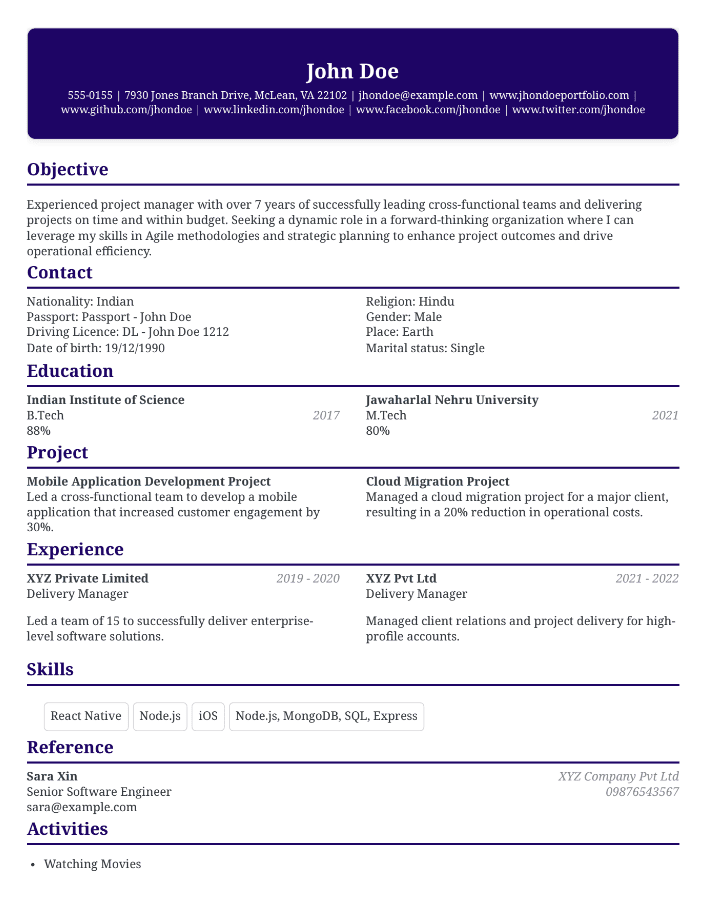 John Doe
555-0155 | 7930 Jones Branch Drive, McLean, VA 22102 | jhondoe@example.com | www.jhondoeportfolio.com |
www.github.com/jhondoe | www.linkedin.com/jhondoe | www.facebook.com/jhondoe | www.twitter.com/jhondoe
Objective
Experienced project manager with over 7 years of successfully leading cross-functional teams and delivering
projects on time and within budget. Seeking a dynamic role in a forward-thinking organization where I can
leverage my skills in Agile methodologies and strategic planning to enhance project outcomes and drive
operational efficiency.
Contact
Nationality: Indian
Passport: Passport - John Doe
Driving Licence: DL - John Doe 1212
Date of birth: 19/12/1990
Religion: Hindu
Gender: Male
Place: Earth
Marital status: Single
Education
Indian Institute of Science
B.Tech 2017
88%
Jawaharlal Nehru University
M.Tech 2021
80%
Project
Mobile Application Development Project
Led a cross-functional team to develop a mobile
application that increased customer engagement by
30%.
Cloud Migration Project
Managed a cloud migration project for a major client,
resulting in a 20% reduction in operational costs.
Experience
XYZ Private Limited 2019 - 2020
Delivery Manager
Led a team of 15 to successfully deliver enterprise-
level software solutions.
XYZ Pvt Ltd 2021 - 2022
Delivery Manager
Managed client relations and project delivery for high-
profile accounts.
Skills
React Native Node.js iOS Node.js, MongoDB, SQL, Express
Reference
Sara Xin XYZ Company Pvt Ltd
Senior Software Engineer 09876543567
sara@example.com
Activities
• Watching Movies